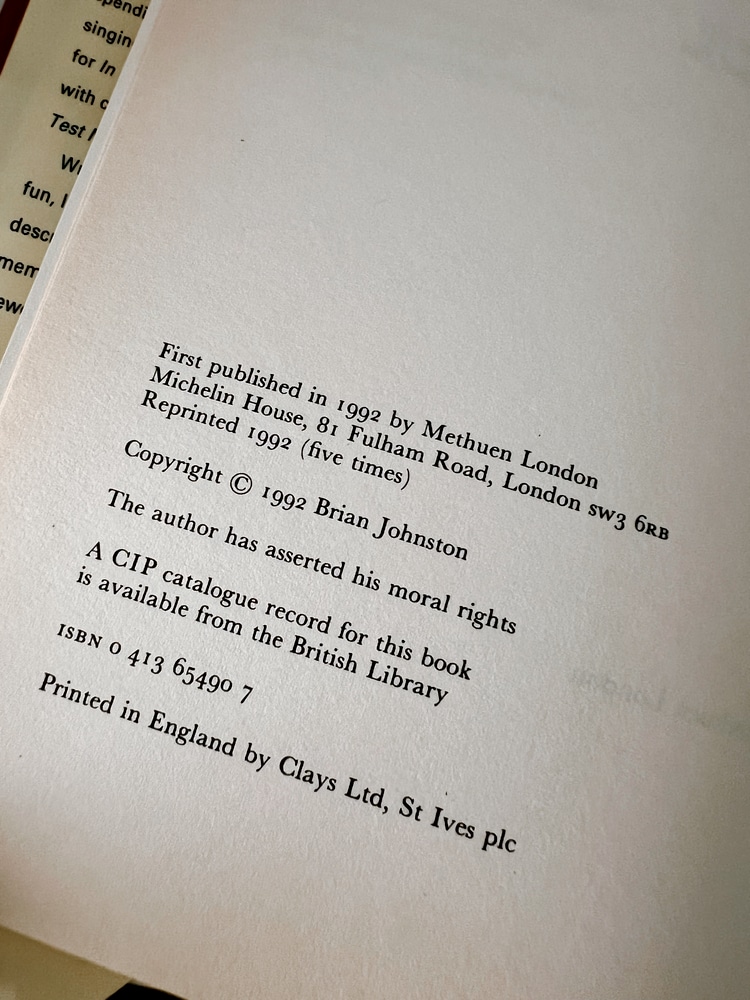 singin
for In
with c
Test
fun,
First published in 1992 by Methuen London
Michelin House, 81 Fulham Road, London SW3 6RB
Reprinted 1992 (five times)
Copyright © 1992 Brian Johnston
The author has asserted his moral rights
A CIP catalogue record for this book
is available from the British Library
ISBN 0 413 65490 7
Printed in England by Clays Ltd, St Ives plc